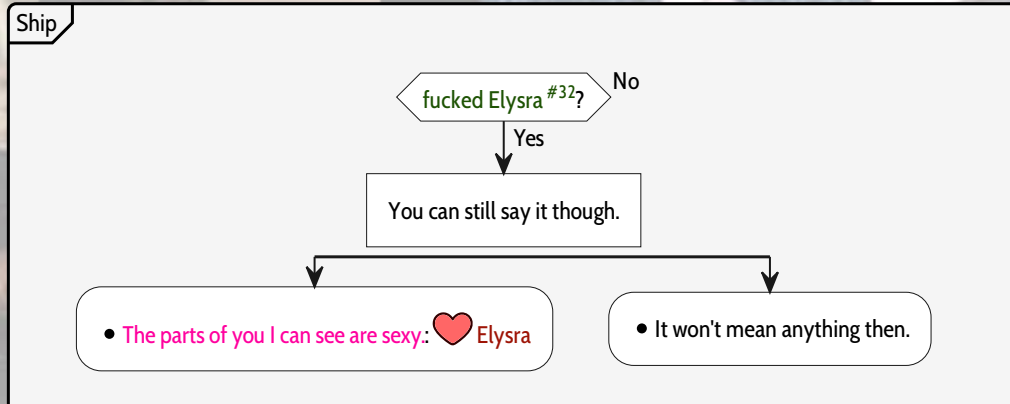 Ship
fucked Elysra #32?
No
Yes
You can still say it though.
• The parts of you I can see are sexy.: Elysra
• It won't mean anything then.